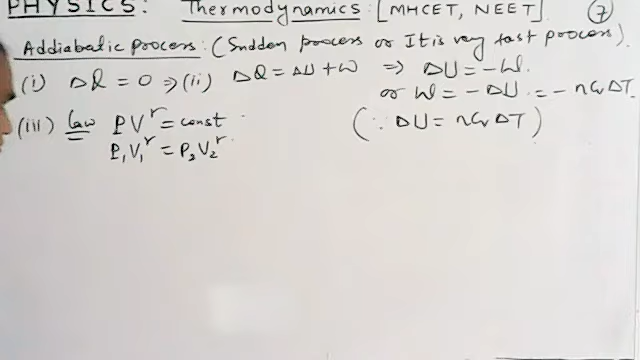 PHYSICS: Thermodynamics: [MHCET, NEET] 7
Addiabatic process: (Sudden process or It is very fast process)
(i) ΔQ = 0 ⇒ (ii) ΔQ = ΔU + W ⇒ ΔU = -W.
or W = -ΔU = -nCvΔT.
(iii) Law PV^r = const (∵ ΔU = nCvΔT)
P₁V₁^r = P₂V₂^r